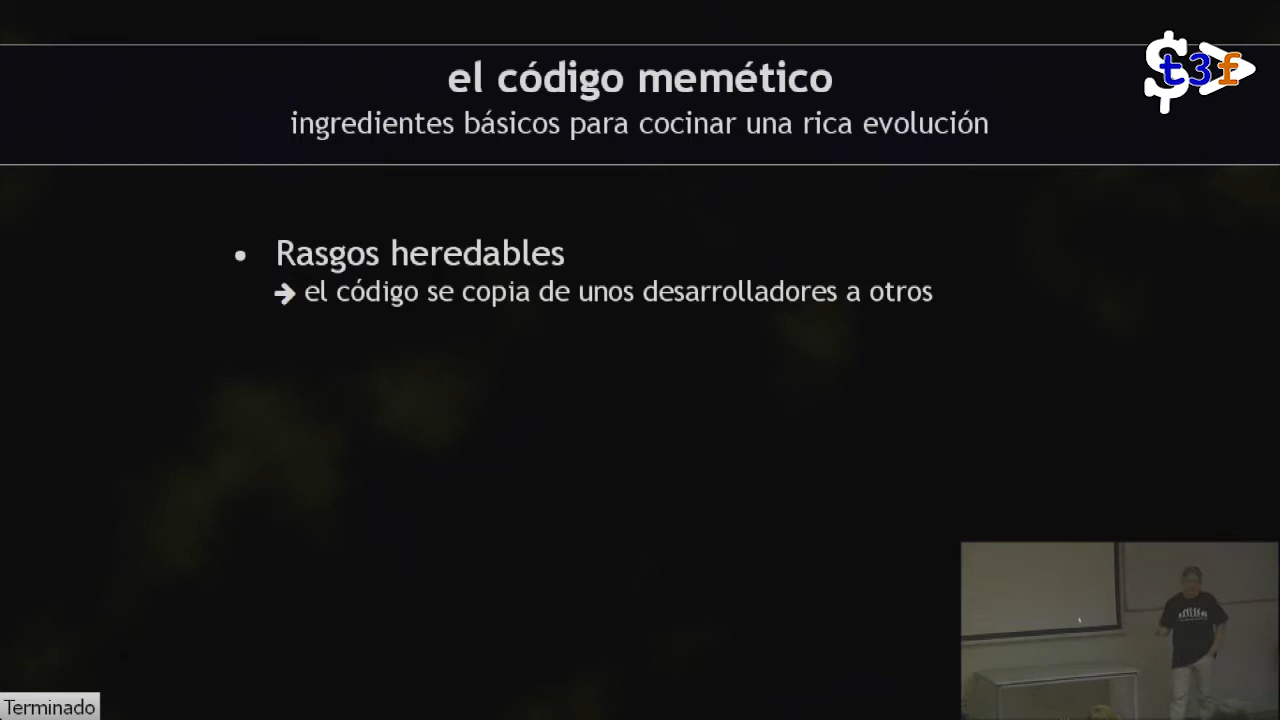 el código memético
ingredientes básicos para cocinar una rica evolución
$t3f
• Rasgos heredables
➔ el código se copia de unos desarrolladores a otros
Terminado